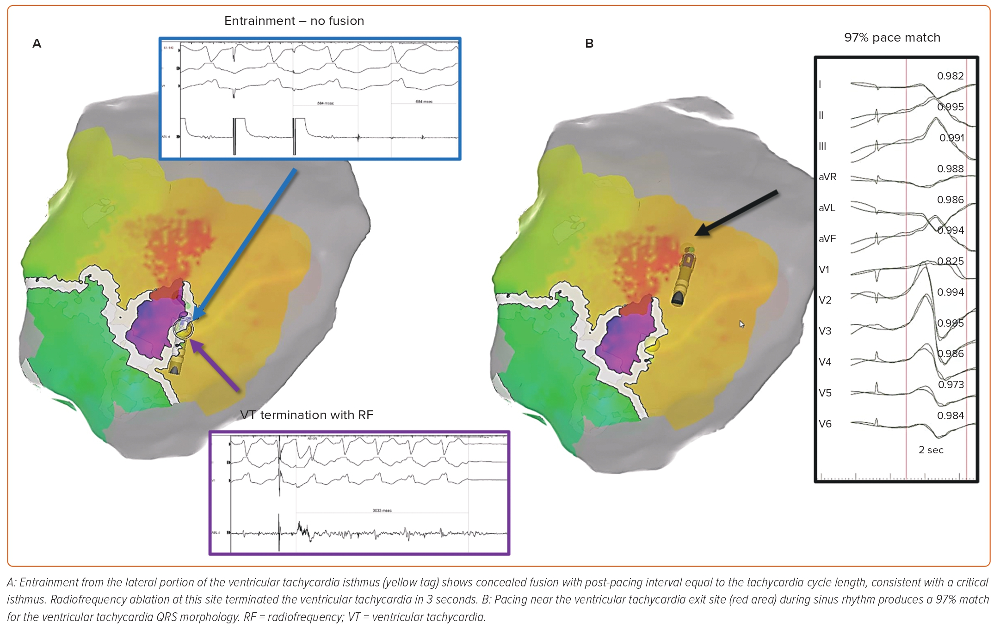 Entrainment – no fusion
A
I
V1
584 msec
-584 msec
ABL d
VT termination with RF
ABL ON
I
V1
3033 msec
ABL d
B
97% pace match
I 0.982
II 0.995
III 0.991
aVR 0.988
aVL 0.986
aVF 0.994
V1 0.825
V2 0.994
V3 0.995
V4 0.986
V5 0.973
V6 0.984
2 sec
A: Entrainment from the lateral portion of the ventricular tachycardia isthmus (yellow tag) shows concealed fusion with post-pacing interval equal to the tachycardia cycle length, consistent with a critical
isthmus. Radiofrequency ablation at this site terminated the ventricular tachycardia in 3 seconds. B: Pacing near the ventricular tachycardia exit site (red area) during sinus rhythm produces a 97% match
for the ventricular tachycardia QRS morphology. RF = radiofrequency; VT = ventricular tachycardia.